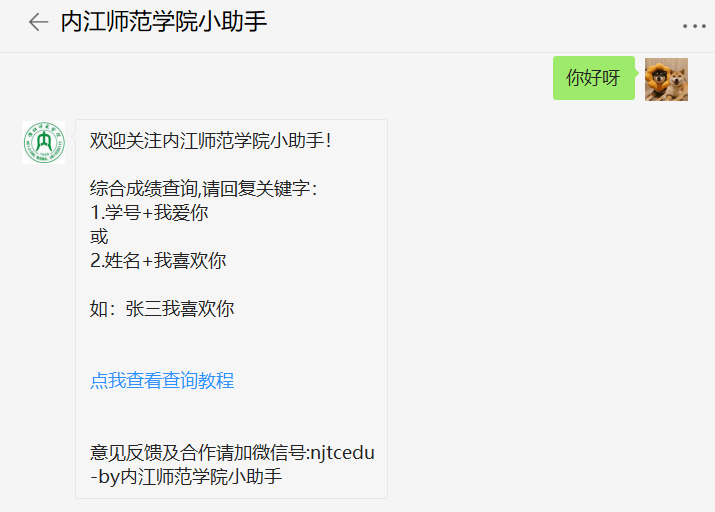 内江师范学院小助手
你好呀
欢迎关注内江师范学院小助手！
综合成绩查询,请回复关键字：
1.学号+我爱你
或
2.姓名+我喜欢你
如：张三我喜欢你
点我查看查询教程
意见反馈及合作请加微信号:njtcedu
-by内江师范学院小助手